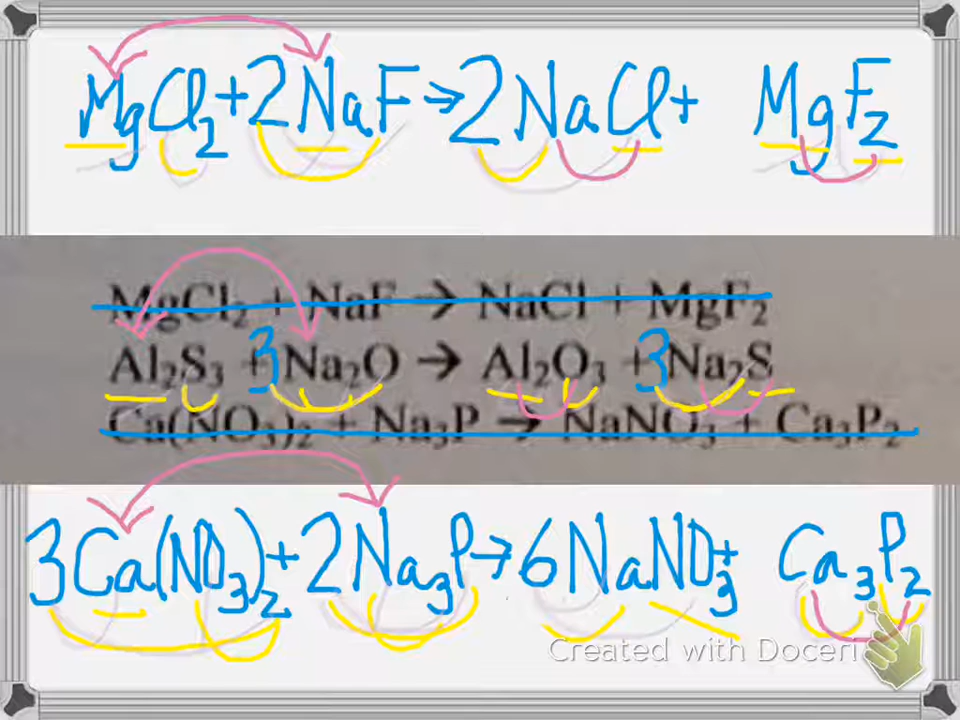 MgCl₂+2NaF→2NaCl+ MgF₂
MgCl₂ + NaF → NaCl + MgF₂
Al₂S₃ +3Na₂O → Al₂O₃ +3Na₂S
Ca(NO₃)₂ + Na₃P → NaNO₃ + Ca₃P₂
3Ca(NO₃)₂+2Na₃P→6NaNO₃+ Ca₃P₂
Created with Doceri